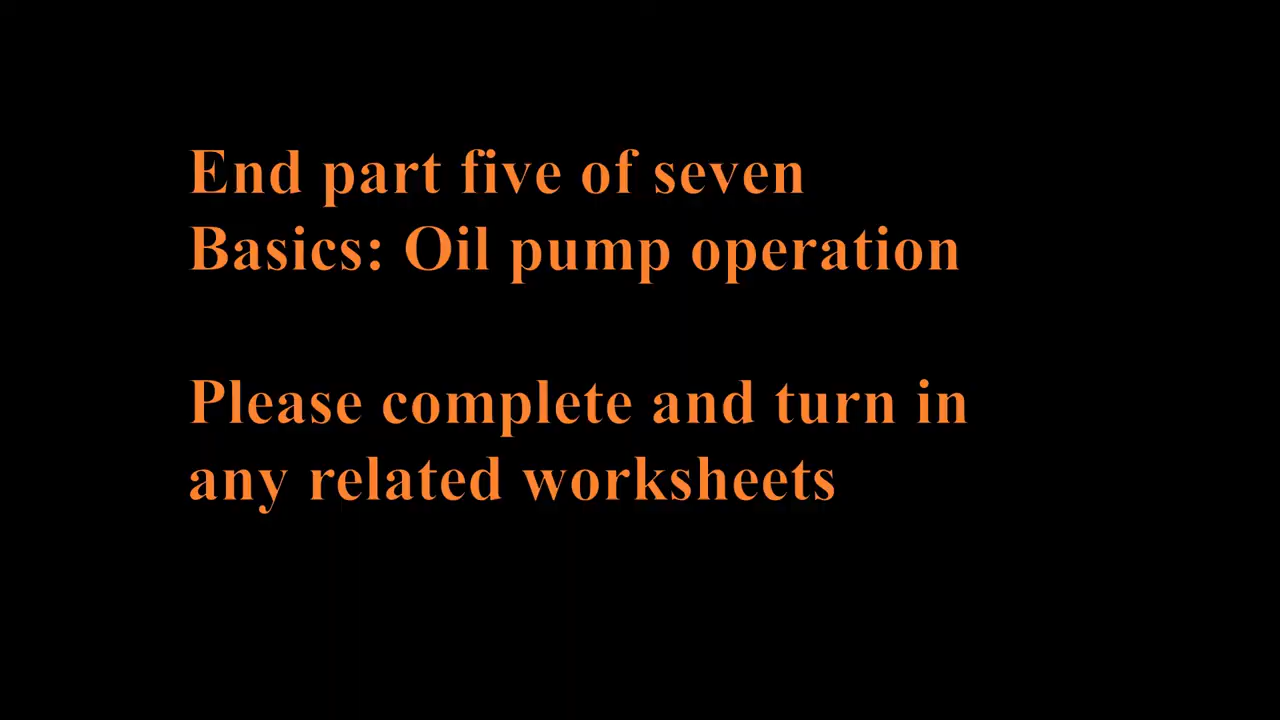 End part five of seven
Basics: Oil pump operation
Please complete and turn in
any related worksheets